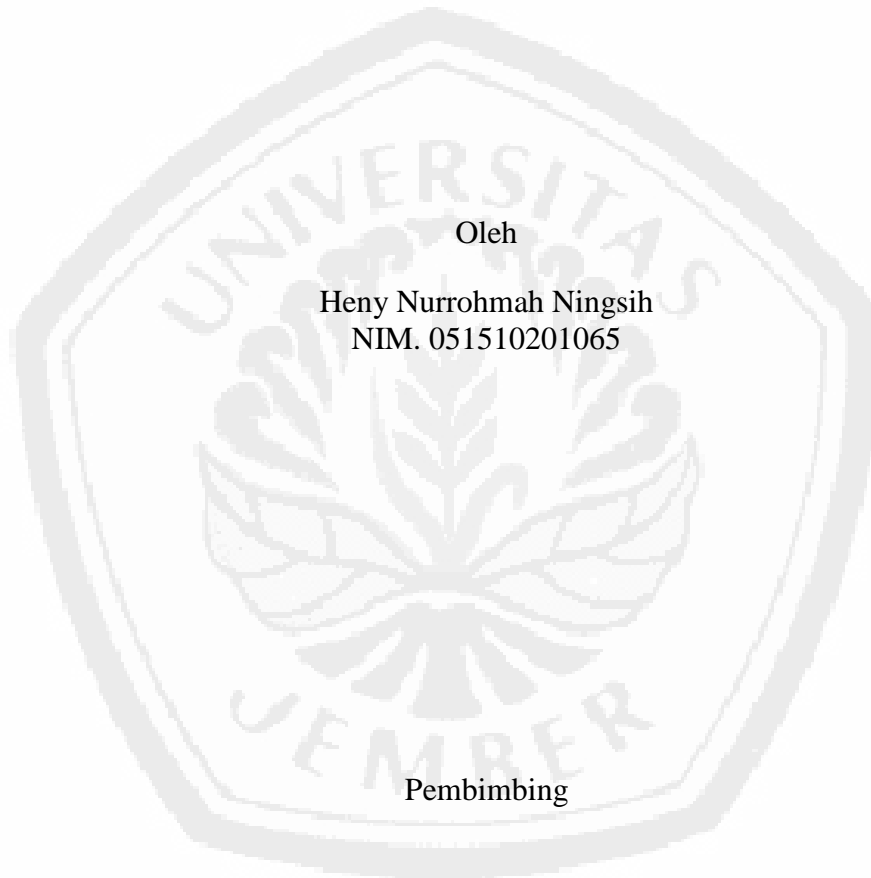 UNIVERSITAS
Oleh
Heny Nurrohmah Ningsih
NIM. 051510201065
JEMBER
Pembimbing